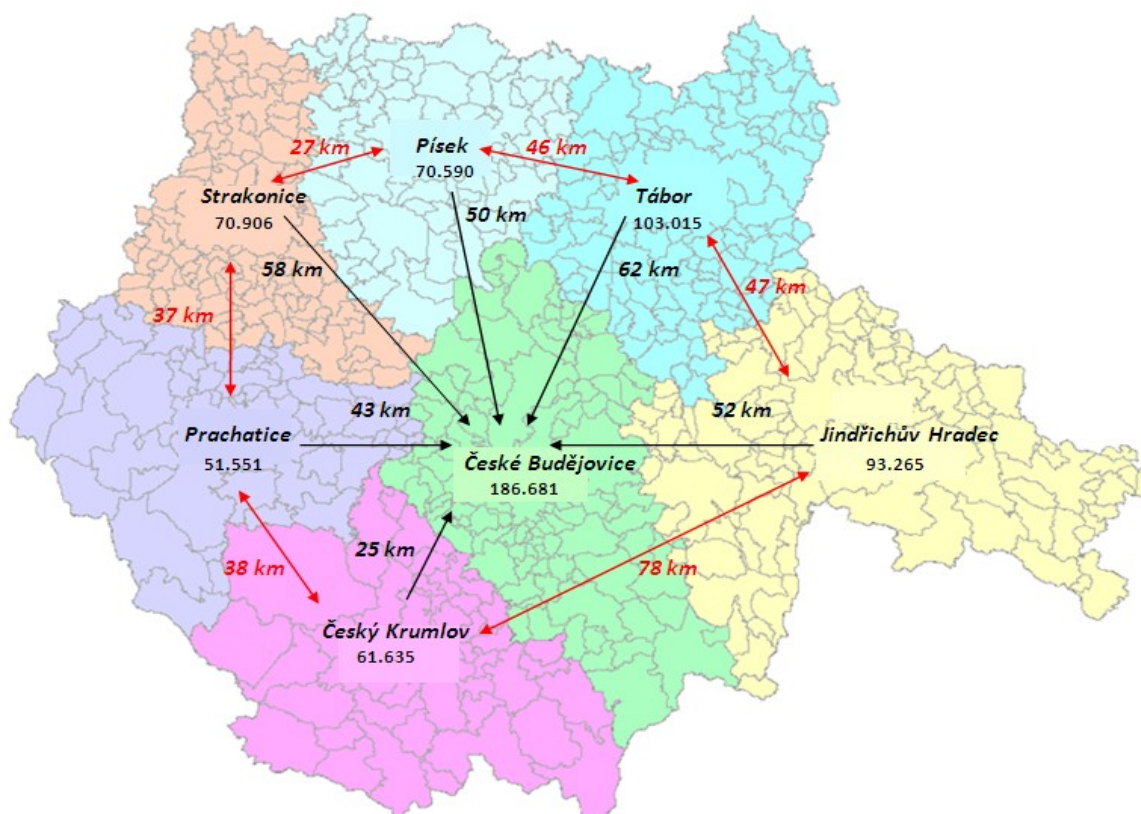 Písek
70.590
27 km
46 km
Strakonice
70.906
Tábor
103.015
50 km
58 km
62 km
47 km
37 km
43 km
52 km
Prachatice
51.551
České Budějovice
186.681
Jindřichův Hradec
93.265
25 km
38 km
78 km
Český Krumlov
61.635